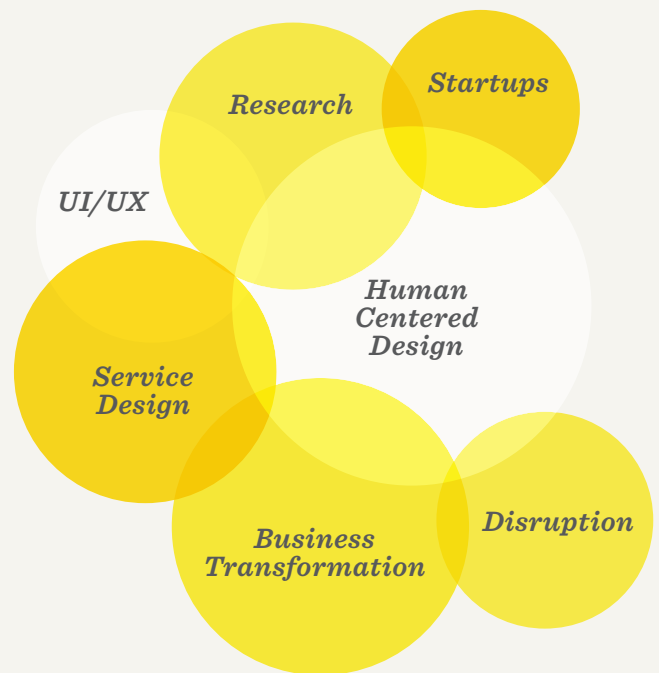 Startups
Research
UI/UX
Human
Centered
Design
Service
Design
Disruption
Business
Transformation